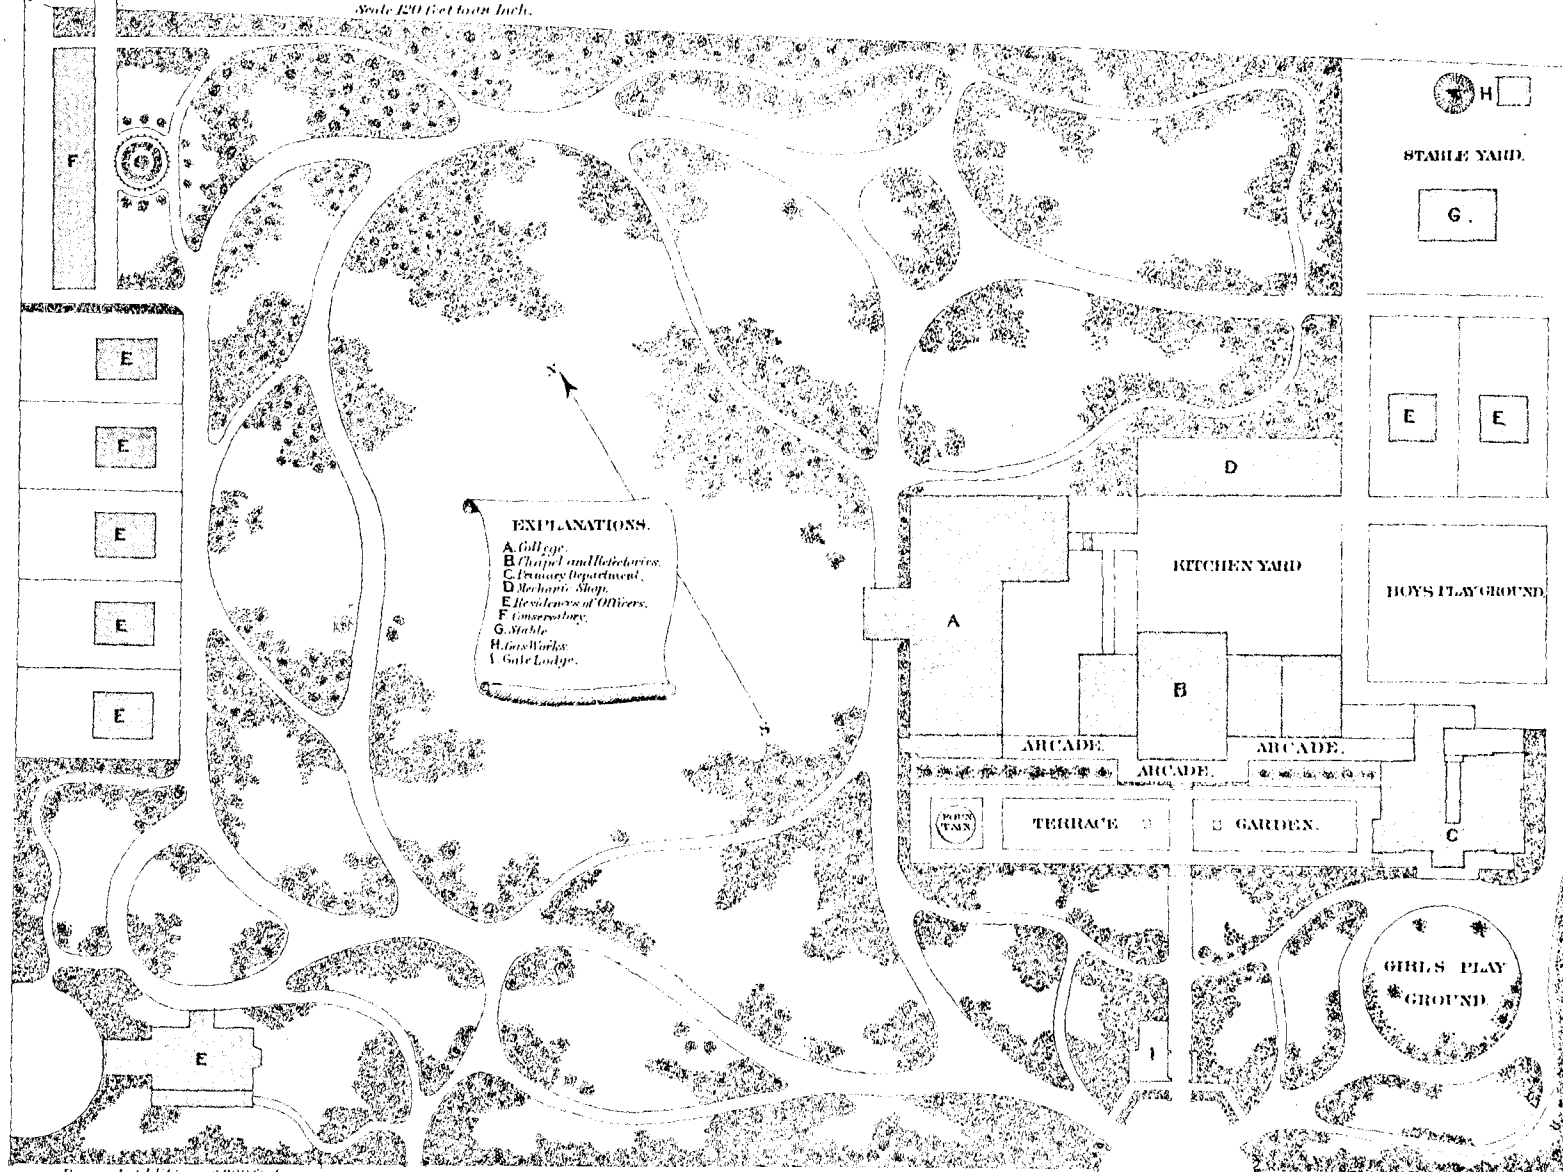 Scale 120 feet to an Inch.
H
STABLE YARD.
G.
F
E
E
E
E
E
E
E
D
N
EXPLANATIONS.
A. College.
B. Chapel and Refectories.
C. Primary Department.
D. Mechanic Shop.
E. Residences of Officers.
F. Conservatory.
G. Stable
H. Gas Works.
I. Gate Lodge.
S
KITCHEN YARD
BOYS PLAY GROUND
A
B
ARCADE.
ARCADE.
ARCADE.
FOUN
TAIN
TERRACE
GARDEN.
C
GIRLS PLAY
GROUND.
E
I